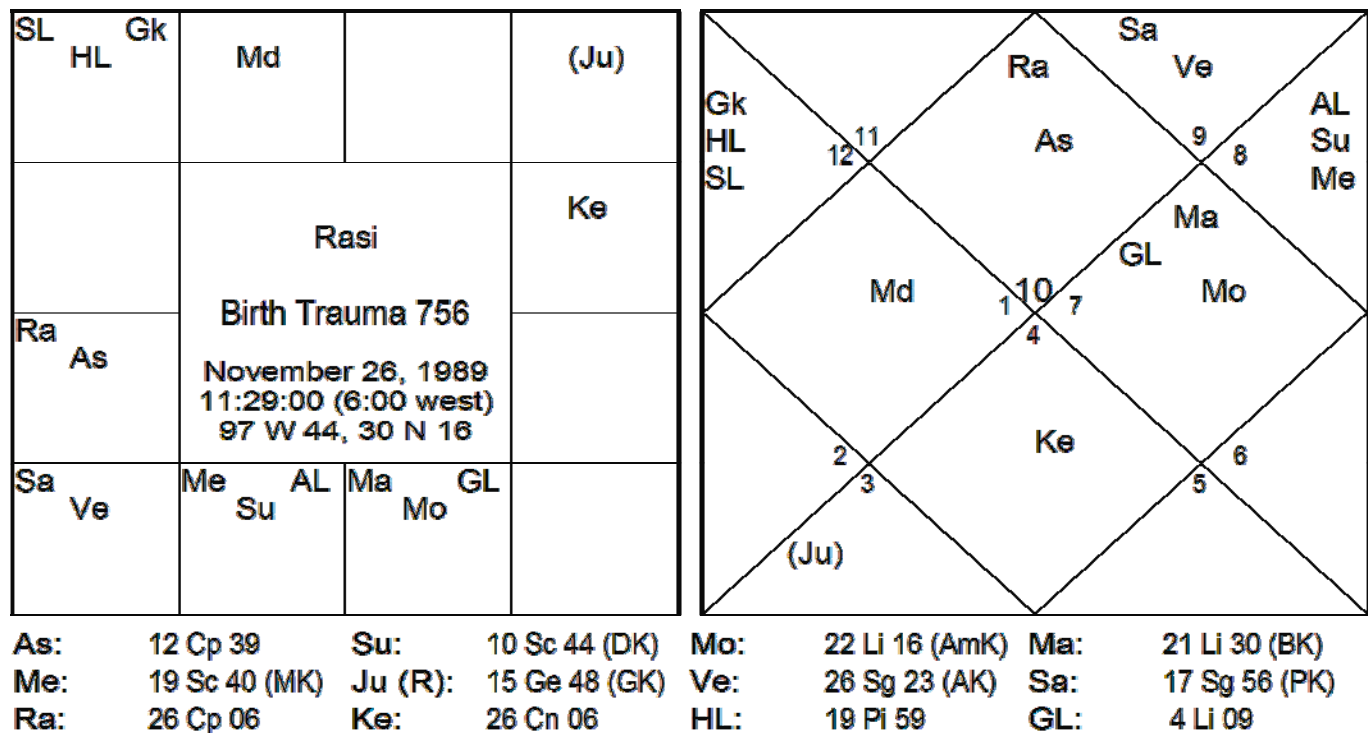 SL Gk
HL
Md
(Ju)
Ke
Rasi
Birth Trauma 756
November 26, 1989
11:29:00 (6:00 west)
97 W 44, 30 N 16
Ra
As
Sa
Ve
Me AL
Su
Ma GL
Mo
Sa
Ve
Ra
As
Gk
HL
SL
AL
Su
Me
11
12
9
8
Ma
GL
Mo
Md
10
1
7
4
Ke
2
3
6
5
(Ju)
As: 12 Cp 39 Su: 10 Sc 44 (DK) Mo: 22 Li 16 (AmK) Ma: 21 Li 30 (BK)
Me: 19 Sc 40 (MK) Ju (R): 15 Ge 48 (GK) Ve: 26 Sg 23 (AK) Sa: 17 Sg 56 (PK)
Ra: 26 Cp 06 Ke: 26 Cn 06 HL: 19 Pi 59 GL: 4 Li 09